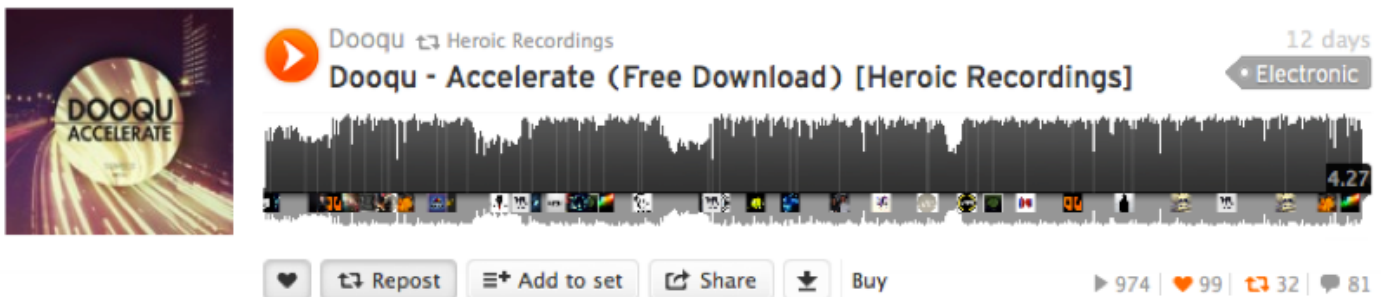 DOOQU
ACCELERATE
Dooqu Heroic Recordings
12 days
Dooqu - Accelerate (Free Download) [Heroic Recordings]
Electronic
4.27
Repost
Add to set
Share
Buy
974
99
32
81